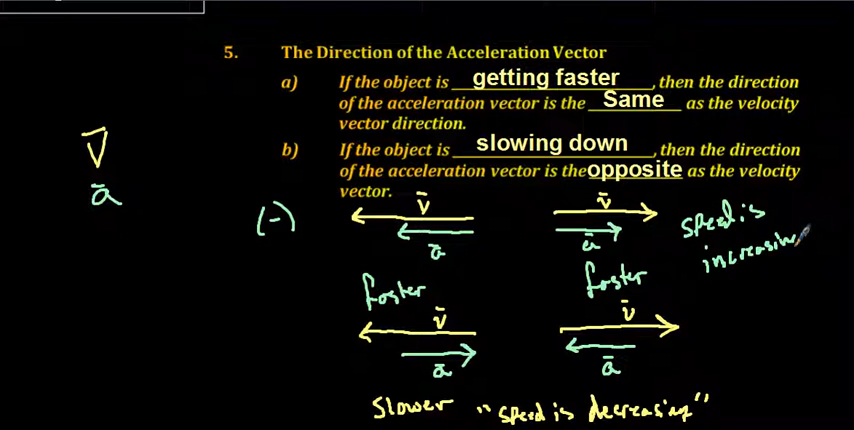 5. The Direction of the Acceleration Vector
a) If the object is getting faster, then the direction
of the acceleration vector is the Same as the velocity
vector direction.
b) If the object is slowing down, then the direction
of the acceleration vector is the opposite as the velocity
vector.
V̄
ā
(-)
v̄
v̄
ā
ā
speed is
increasing
faster
faster
v̄
v̄
ā
ā
Slower "speed is decreasing"